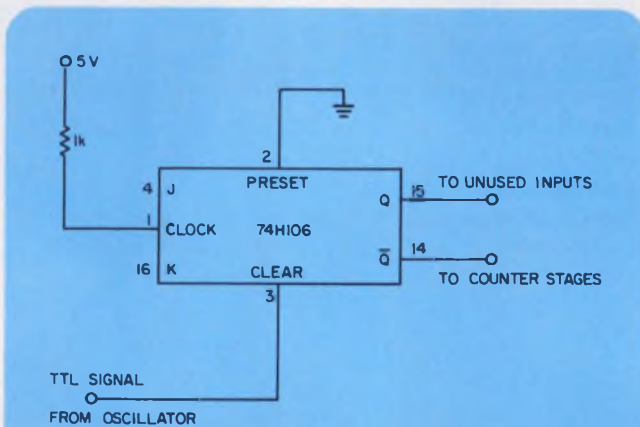 5V
1k
2
4 J PRESET Q 15 TO UNUSED INPUTS
1 CLOCK 74H106
16 K CLEAR Q̅ 14 TO COUNTER STAGES
3
TTL SIGNAL
FROM OSCILLATOR